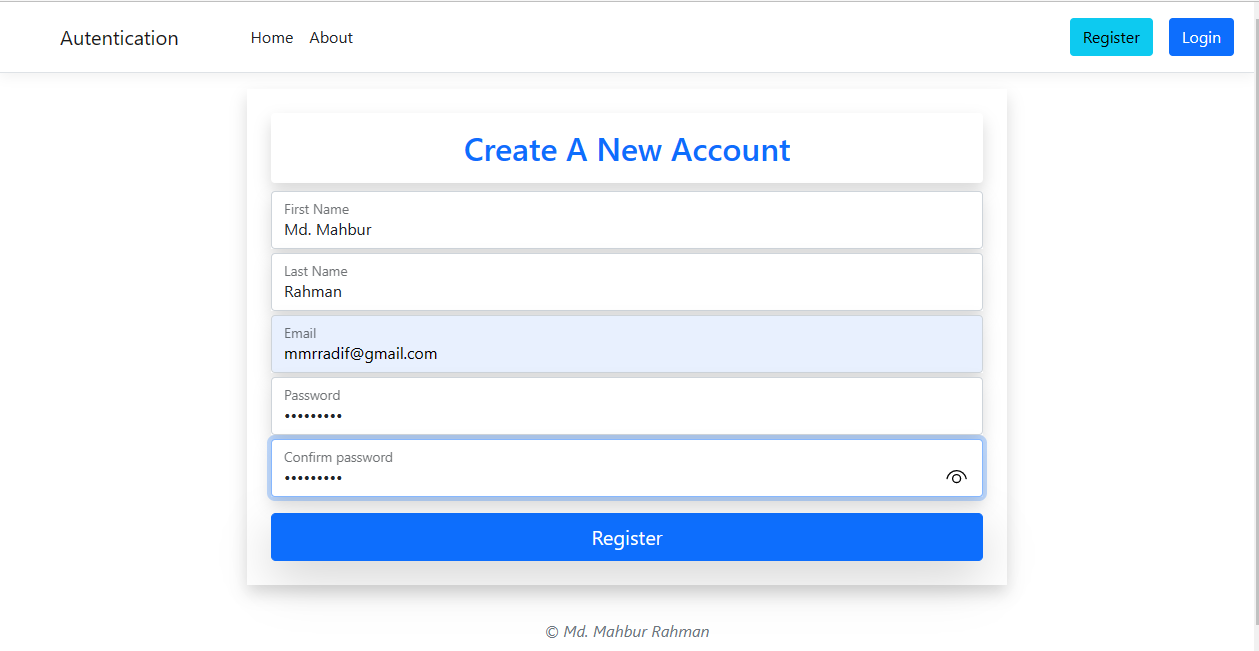 Autentication Home About Register Login
Create A New Account
First Name
Md. Mahbur
Last Name
Rahman
Email
mmrradif@gmail.com
Password
•••••••••
Confirm password
•••••••••
Register
© Md. Mahbur Rahman